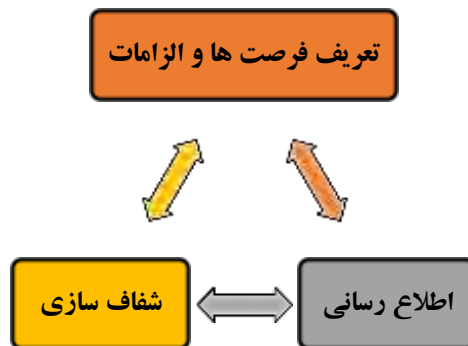 تعریف فرصت ها و الزامات
اطلاع رسانی
شفاف سازی